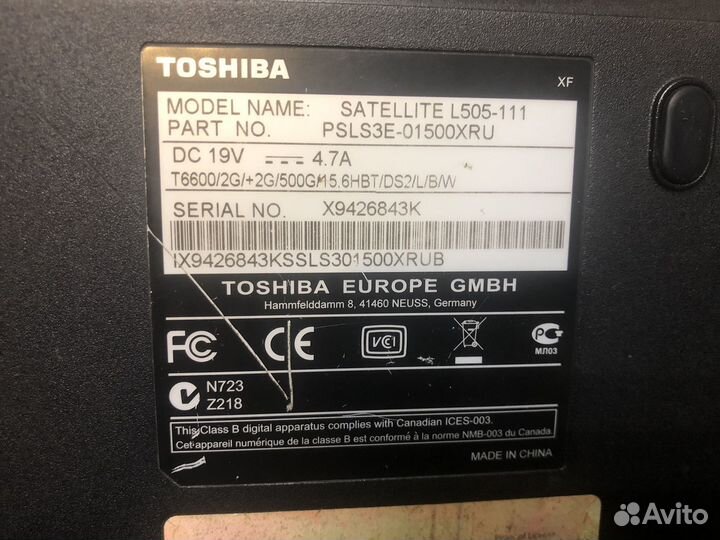 TOSHIBA
XF
MODEL NAME: SATELLITE L505-111
PART NO. PSLS3E-01500XRU
DC 19V 4.7A
T6600/2G/+2G/500G/15.6HBT/DS2/L/B/W
SERIAL NO. X9426843K
IX9426843KSSLS301500XRUB
TOSHIBA EUROPE GMBH
Hammfelddamm 8, 41460 NEUSS, Germany
FC CE VCI PC
МЛ03
N723
Z218
This Class B digital apparatus complies with Canadian ICES-003.
Cet appareil numérique de la classe B est conformé à la norme NMB-003 du Canada.
MADE IN CHINA
Avito